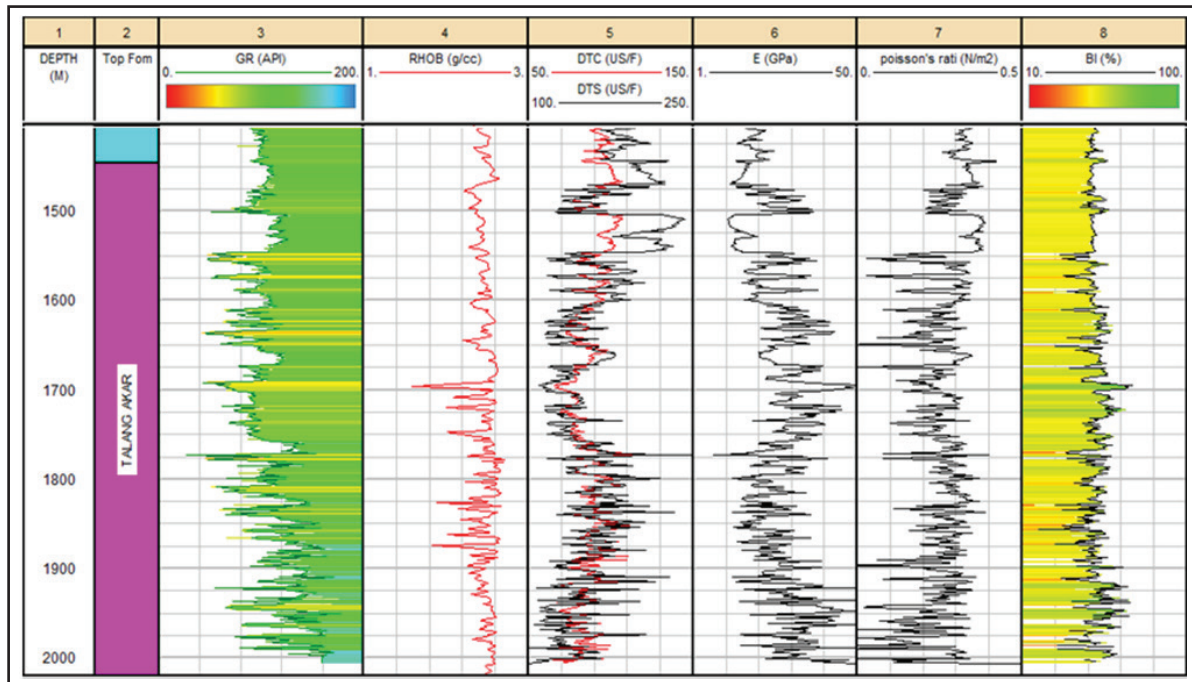 1 2 3 4 5 6 7 8
DEPTH (M) Top Fom GR (API) RHOB (g/cc) DTC (US/F) E (GPa) poisson's rati (N/m2) BI (%)
0. 200. 1. 3. 50. 150. 1. 50. 0. 0.5 10. 100.
DTS (US/F)
100. 250.
1500
1600
1700
TALANG AKAR
1800
1900
2000